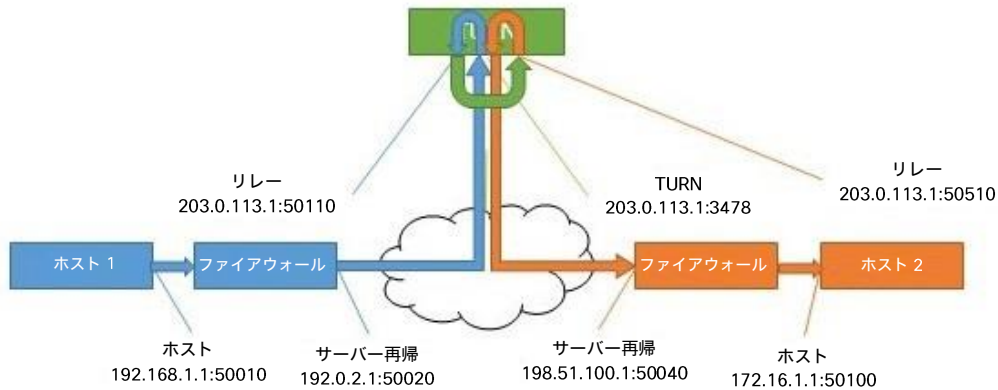 リレー
203.0.113.1:50110
TURN
203.0.113.1:3478
リレー
203.0.113.1:50510
ホスト 1
ファイアウォール
ファイアウォール
ホスト 2
ホスト
192.168.1.1:50010
サーバー再帰
192.0.2.1:50020
サーバー再帰
198.51.100.1:50040
ホスト
172.16.1.1:50100